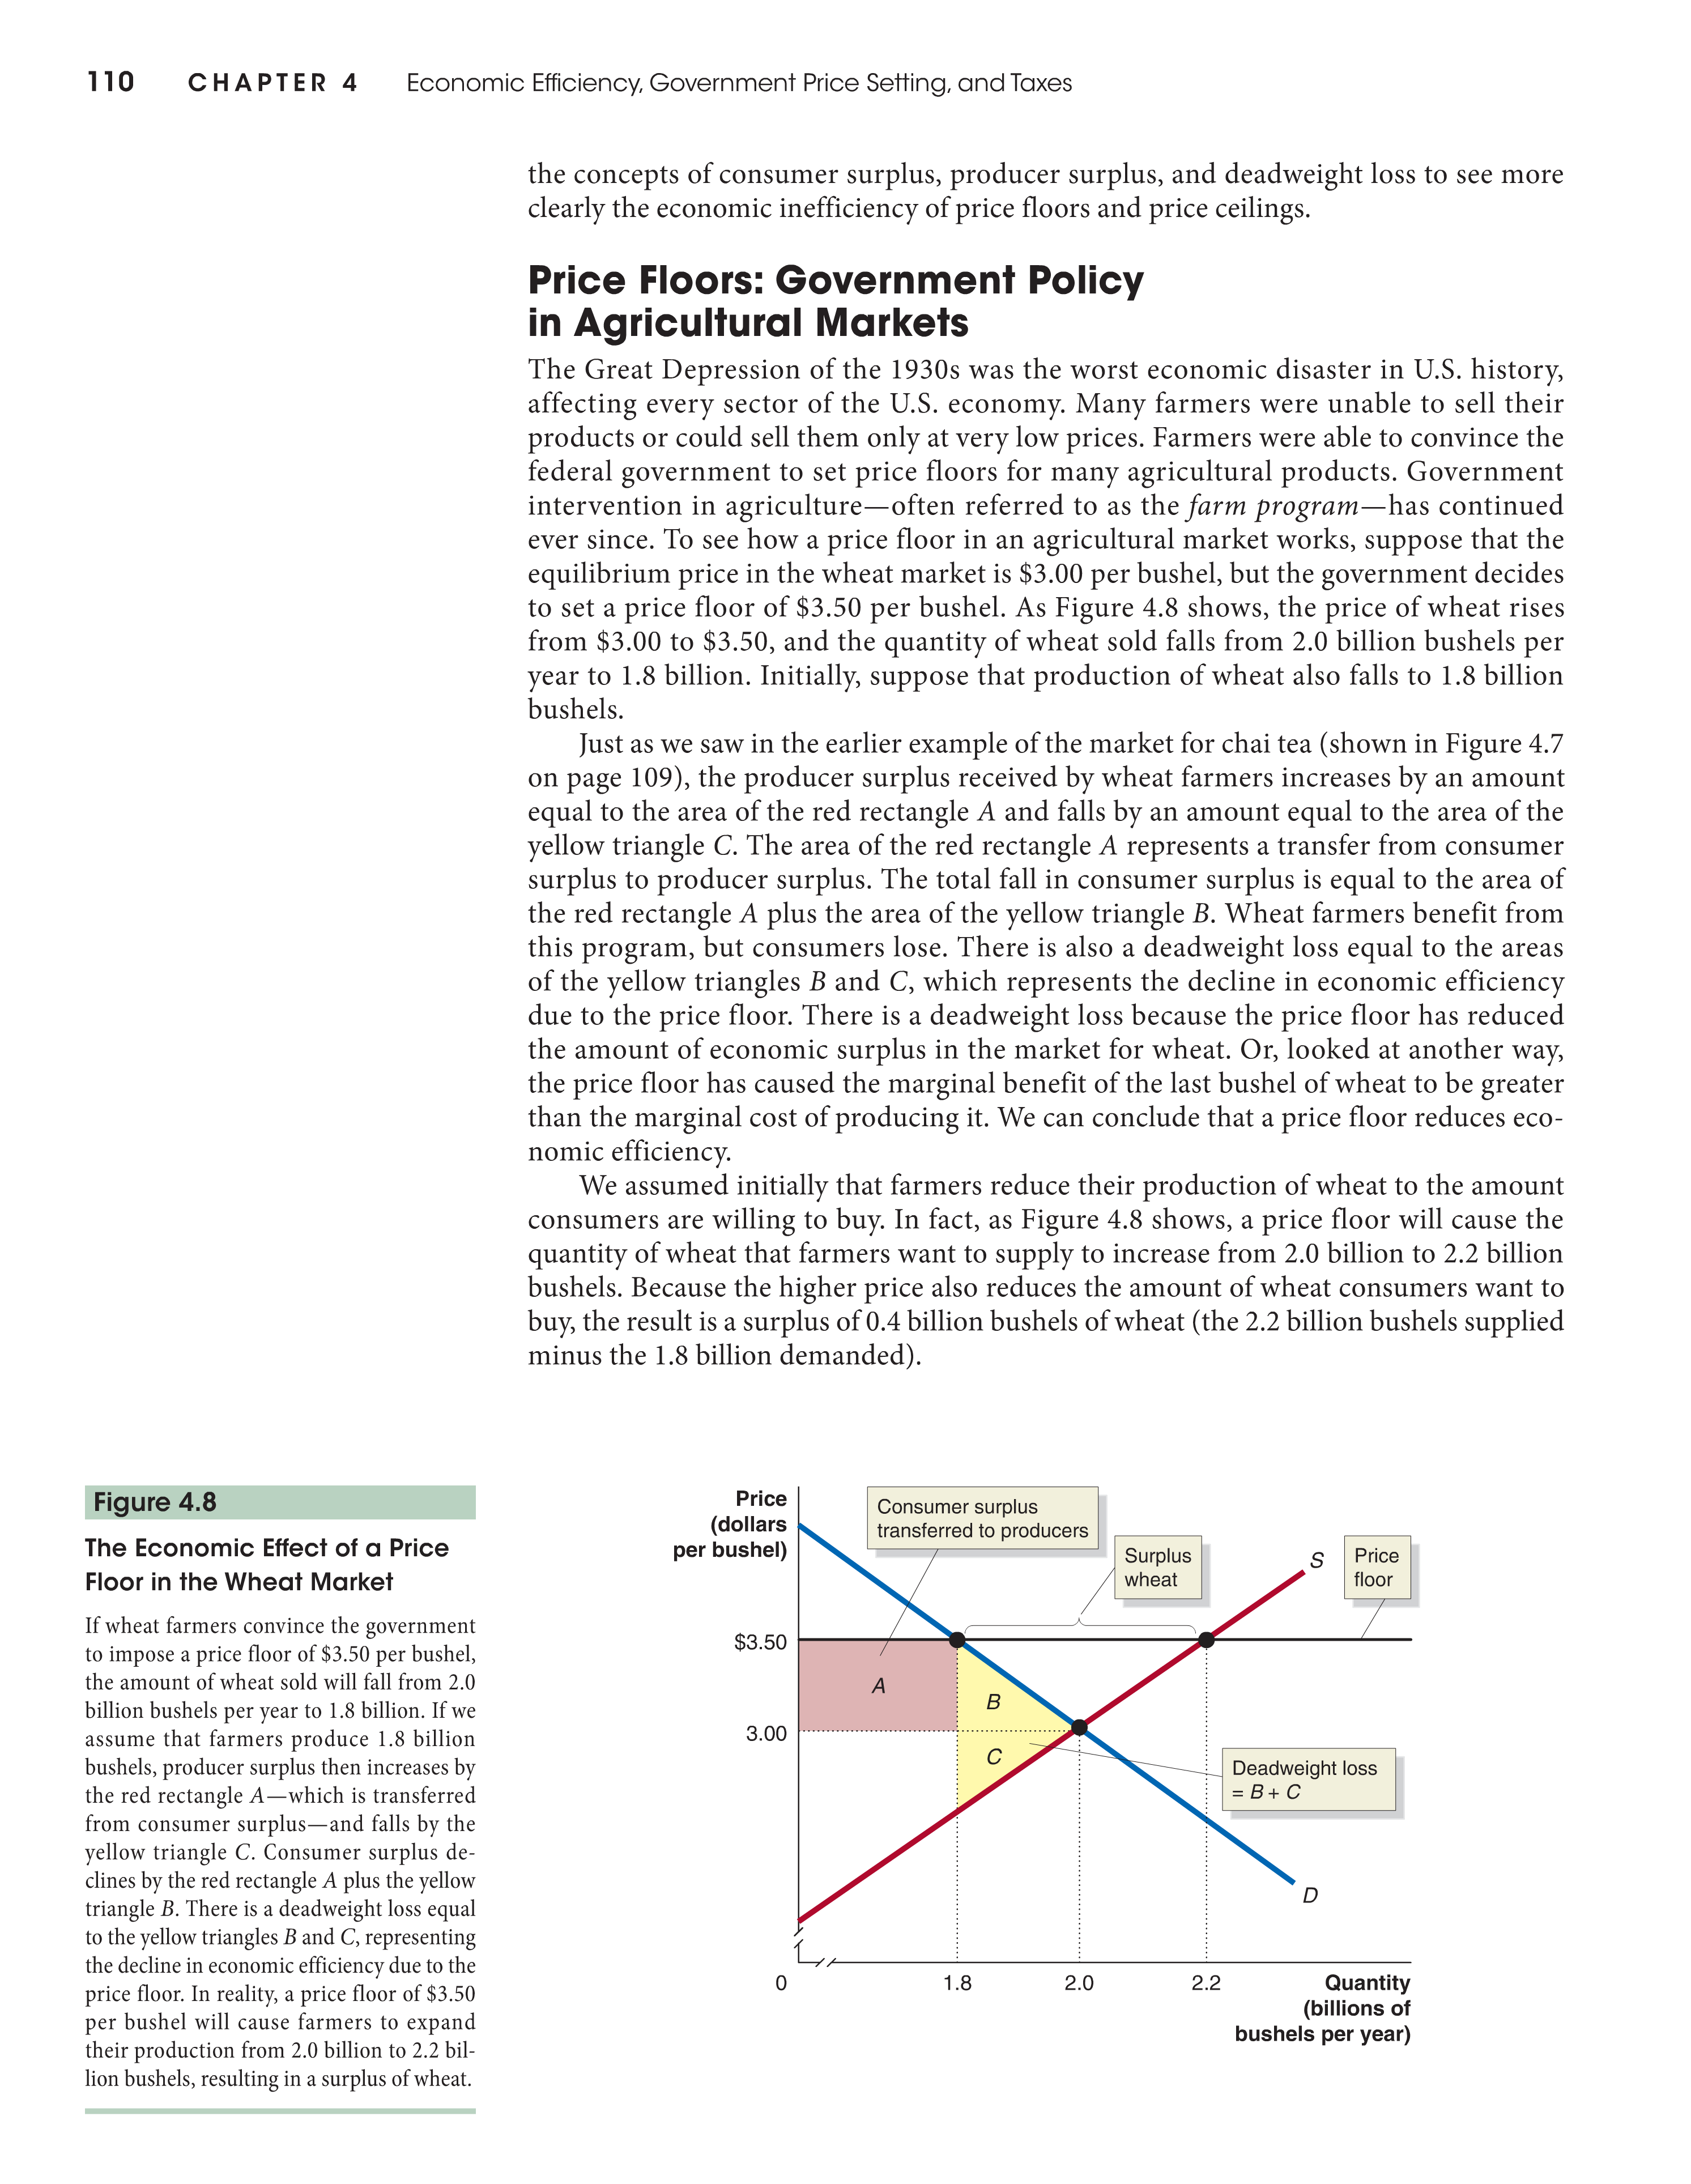 110 CHAPTER 4 Economic Efficiency, Government Price Setting, and Taxes
the concepts of consumer surplus, producer surplus, and deadweight loss to see more
clearly the economic inefficiency of price floors and price ceilings.
Price Floors: Government Policy
in Agricultural Markets
The Great Depression of the 1930s was the worst economic disaster in U.S. history,
affecting every sector of the U.S. economy. Many farmers were unable to sell their
products or could sell them only at very low prices. Farmers were able to convince the
federal government to set price floors for many agricultural products. Government
intervention in agriculture—often referred to as the farm program—has continued
ever since. To see how a price floor in an agricultural market works, suppose that the
equilibrium price in the wheat market is $3.00 per bushel, but the government decides
to set a price floor of $3.50 per bushel. As Figure 4.8 shows, the price of wheat rises
from $3.00 to $3.50, and the quantity of wheat sold falls from 2.0 billion bushels per
year to 1.8 billion. Initially, suppose that production of wheat also falls to 1.8 billion
bushels.
Just as we saw in the earlier example of the market for chai tea (shown in Figure 4.7
on page 109), the producer surplus received by wheat farmers increases by an amount
equal to the area of the red rectangle A and falls by an amount equal to the area of the
yellow triangle C. The area of the red rectangle A represents a transfer from consumer
surplus to producer surplus. The total fall in consumer surplus is equal to the area of
the red rectangle A plus the area of the yellow triangle B. Wheat farmers benefit from
this program, but consumers lose. There is also a deadweight loss equal to the areas
of the yellow triangles B and C, which represents the decline in economic efficiency
due to the price floor. There is a deadweight loss because the price floor has reduced
the amount of economic surplus in the market for wheat. Or, looked at another way,
the price floor has caused the marginal benefit of the last bushel of wheat to be greater
than the marginal cost of producing it. We can conclude that a price floor reduces eco-
nomic efficiency.
We assumed initially that farmers reduce their production of wheat to the amount
consumers are willing to buy. In fact, as Figure 4.8 shows, a price floor will cause the
quantity of wheat that farmers want to supply to increase from 2.0 billion to 2.2 billion
bushels. Because the higher price also reduces the amount of wheat consumers want to
buy, the result is a surplus of 0.4 billion bushels of wheat (the 2.2 billion bushels supplied
minus the 1.8 billion demanded).
Figure 4.8
The Economic Effect of a Price
Floor in the Wheat Market
If wheat farmers convince the government
to impose a price floor of $3.50 per bushel,
the amount of wheat sold will fall from 2.0
billion bushels per year to 1.8 billion. If we
assume that farmers produce 1.8 billion
bushels, producer surplus then increases by
the red rectangle A—which is transferred
from consumer surplus—and falls by the
yellow triangle C. Consumer surplus de-
clines by the red rectangle A plus the yellow
triangle B. There is a deadweight loss equal
to the yellow triangles B and C, representing
the decline in economic efficiency due to the
price floor. In reality, a price floor of $3.50
per bushel will cause farmers to expand
their production from 2.0 billion to 2.2 bil-
lion bushels, resulting in a surplus of wheat.
Price
(dollars
per bushel)
Consumer surplus
transferred to producers
Surplus
wheat
S
Price
floor
$3.50
A
B
3.00
C
Deadweight loss
= B + C
D
0 1.8 2.0 2.2
Quantity
(billions of
bushels per year)